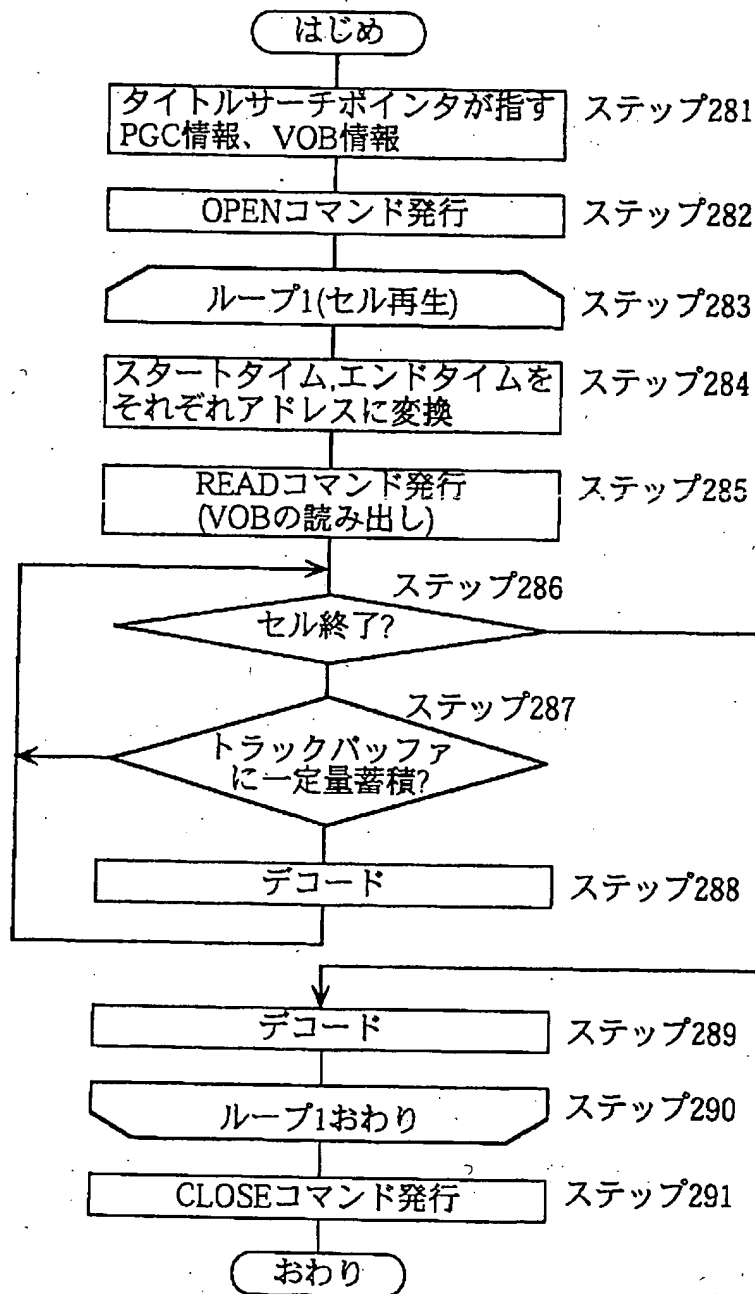 はじめ
タイトルサーチポインタが指す
PGC情報、VOB情報
ステップ281
OPENコマンド発行
ステップ282
ループ1(セル再生)
ステップ283
スタートタイム,エンドタイムを
それぞれアドレスに変換
ステップ284
READコマンド発行
(VOBの読み出し)
ステップ285
ステップ286
セル終了?
ステップ287
トラックバッファ
に一定量蓄積?
デコード
ステップ288
デコード
ステップ289
ループ1おわり
ステップ290
CLOSEコマンド発行
ステップ291
おわり